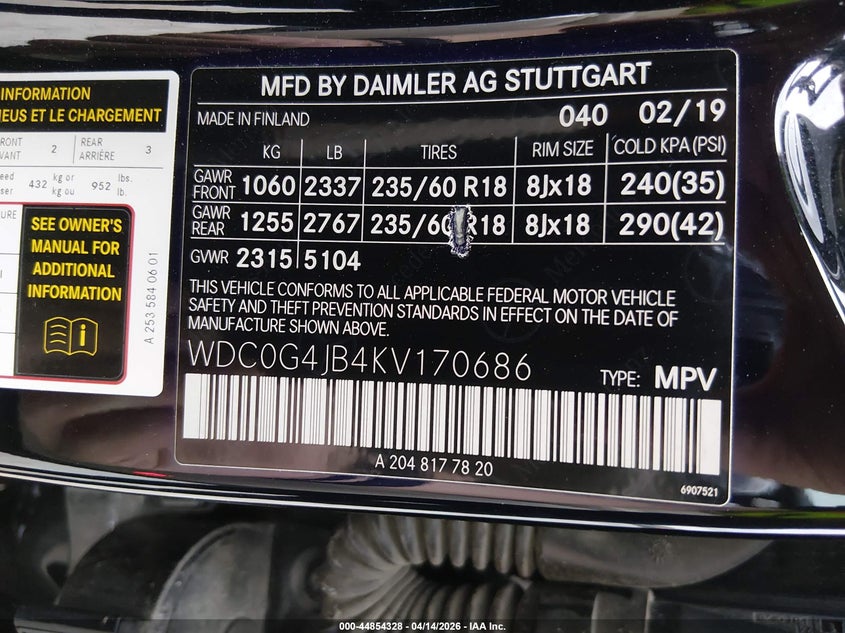 INFORMATION
NEUS ET LE CHARGEMENT
2 REAR ARRIÈRE 3
432 kg or kg ou 952 lbs. lb.
SEE OWNER'S
MANUAL FOR
ADDITIONAL
INFORMATION
A 253 584 06 01
MFD BY DAIMLER AG STUTTGART
MADE IN FINLAND 040 02/19
KG LB TIRES RIM SIZE COLD KPA (PSI)
GAWR FRONT 1060 2337 235/60 R18 8Jx18 240(35)
GAWR REAR 1255 2767 235/60 R18 8Jx18 290(42)
GVWR 2315 5104
THIS VEHICLE CONFORMS TO ALL APPLICABLE FEDERAL MOTOR VEHICLE
SAFETY AND THEFT PREVENTION STANDARDS IN EFFECT ON THE DATE OF
MANUFACTURE SHOWN ABOVE.
WDC0G4JB4KV170686 TYPE: MPV
A 204 817 78 20
6907521
000-44854328 - 04/14/2026 - IAA Inc.